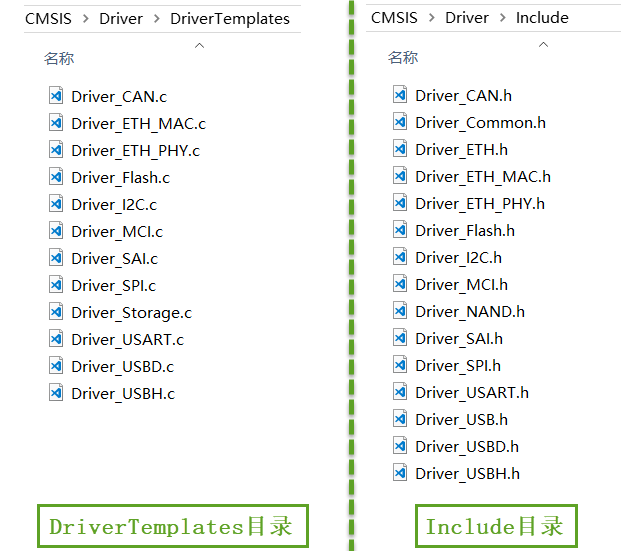 CMSIS > Driver > DriverTemplates
名称
Driver_CAN.c
Driver_ETH_MAC.c
Driver_ETH_PHY.c
Driver_Flash.c
Driver_I2C.c
Driver_MCI.c
Driver_SAI.c
Driver_SPI.c
Driver_Storage.c
Driver_USART.c
Driver_USBD.c
Driver_USBH.c
DriverTemplates目录
CMSIS > Driver > Include
名称
Driver_CAN.h
Driver_Common.h
Driver_ETH.h
Driver_ETH_MAC.h
Driver_ETH_PHY.h
Driver_Flash.h
Driver_I2C.h
Driver_MCI.h
Driver_NAND.h
Driver_SAI.h
Driver_SPI.h
Driver_USART.h
Driver_USB.h
Driver_USBD.h
Driver_USBH.h
Include目录